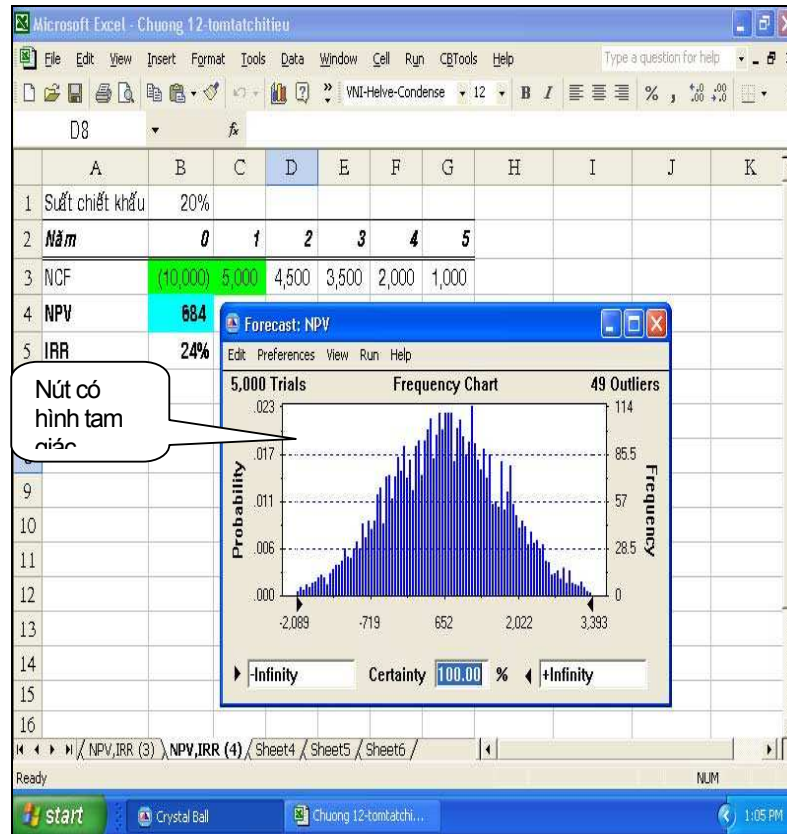 Microsoft Excel - Chuong 12-tomtatchitieu
File Edit View Insert Format Tools Data Window Cell Run CBTools Help Type a question for help
VNI-Helve-Condense 12 B I % ,
D8 fx
A B C D E F G H I J K
1 Suất chiết khấu 20%
2 Năm 0 1 2 3 4 5
3 NCF (10,000) 5,000 4,500 3,500 2,000 1,000
4 NPV 684
5 IRR 24%
Forecast: NPV
Edit Preferences View Run Help
5,000 Trials Frequency Chart 49 Outliers
Nút có
hình tam
giác
Probability
.023
.017
.011
.006
.000
Frequency
114
85.5
57
28.5
0
-2,089 -719 652 2,022 3,393
-Infinity Certainty 100.00 % +Infinity
9
10
11
12
13
14
15
16
NPV,IRR (3) NPV,IRR (4) Sheet4 Sheet5 Sheet6
Ready NUM
start Crystal Ball Chuong 12-tomtatchi... 1:05 PM